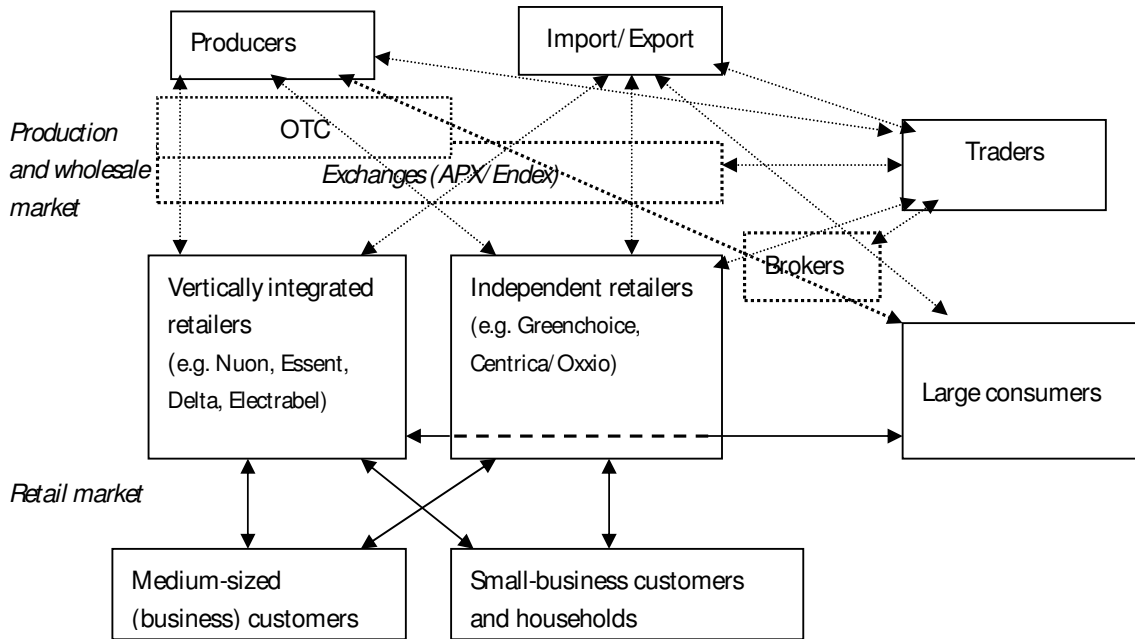 Producers
Import/ Export
OTC
Production
and wholesale
market
Exchanges (APX/ Endex)
Traders
Brokers
Vertically integrated
retailers
(e.g. Nuon, Essent,
Delta, Electrabel)
Independent retailers
(e.g. Greenchoice,
Centrica/ Oxxio)
Large consumers
Retail market
Medium-sized
(business) customers
Small-business customers
and households